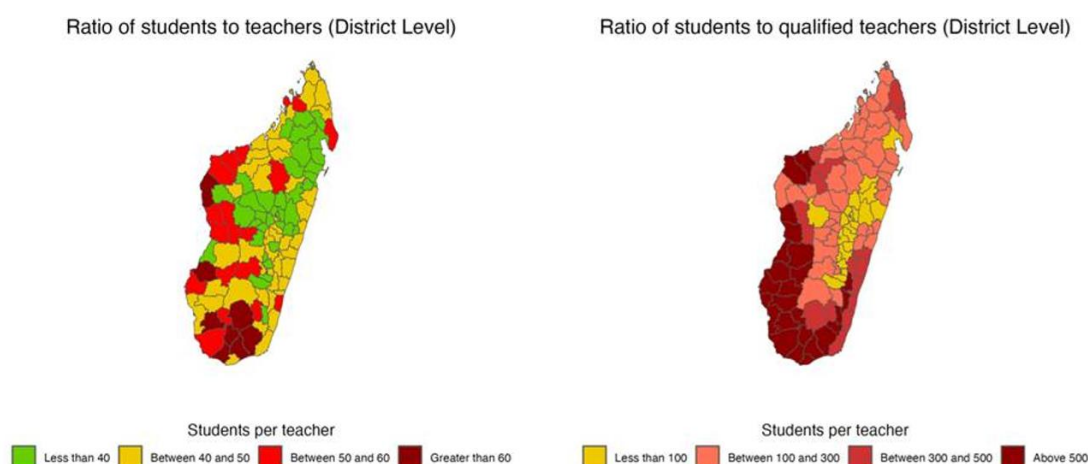 Ratio of students to teachers (District Level)
Ratio of students to qualified teachers (District Level)
Students per teacher
Less than 40
Between 40 and 50
Between 50 and 60
Greater than 60
Students per teacher
Less than 100
Between 100 and 300
Between 300 and 500
Above 500